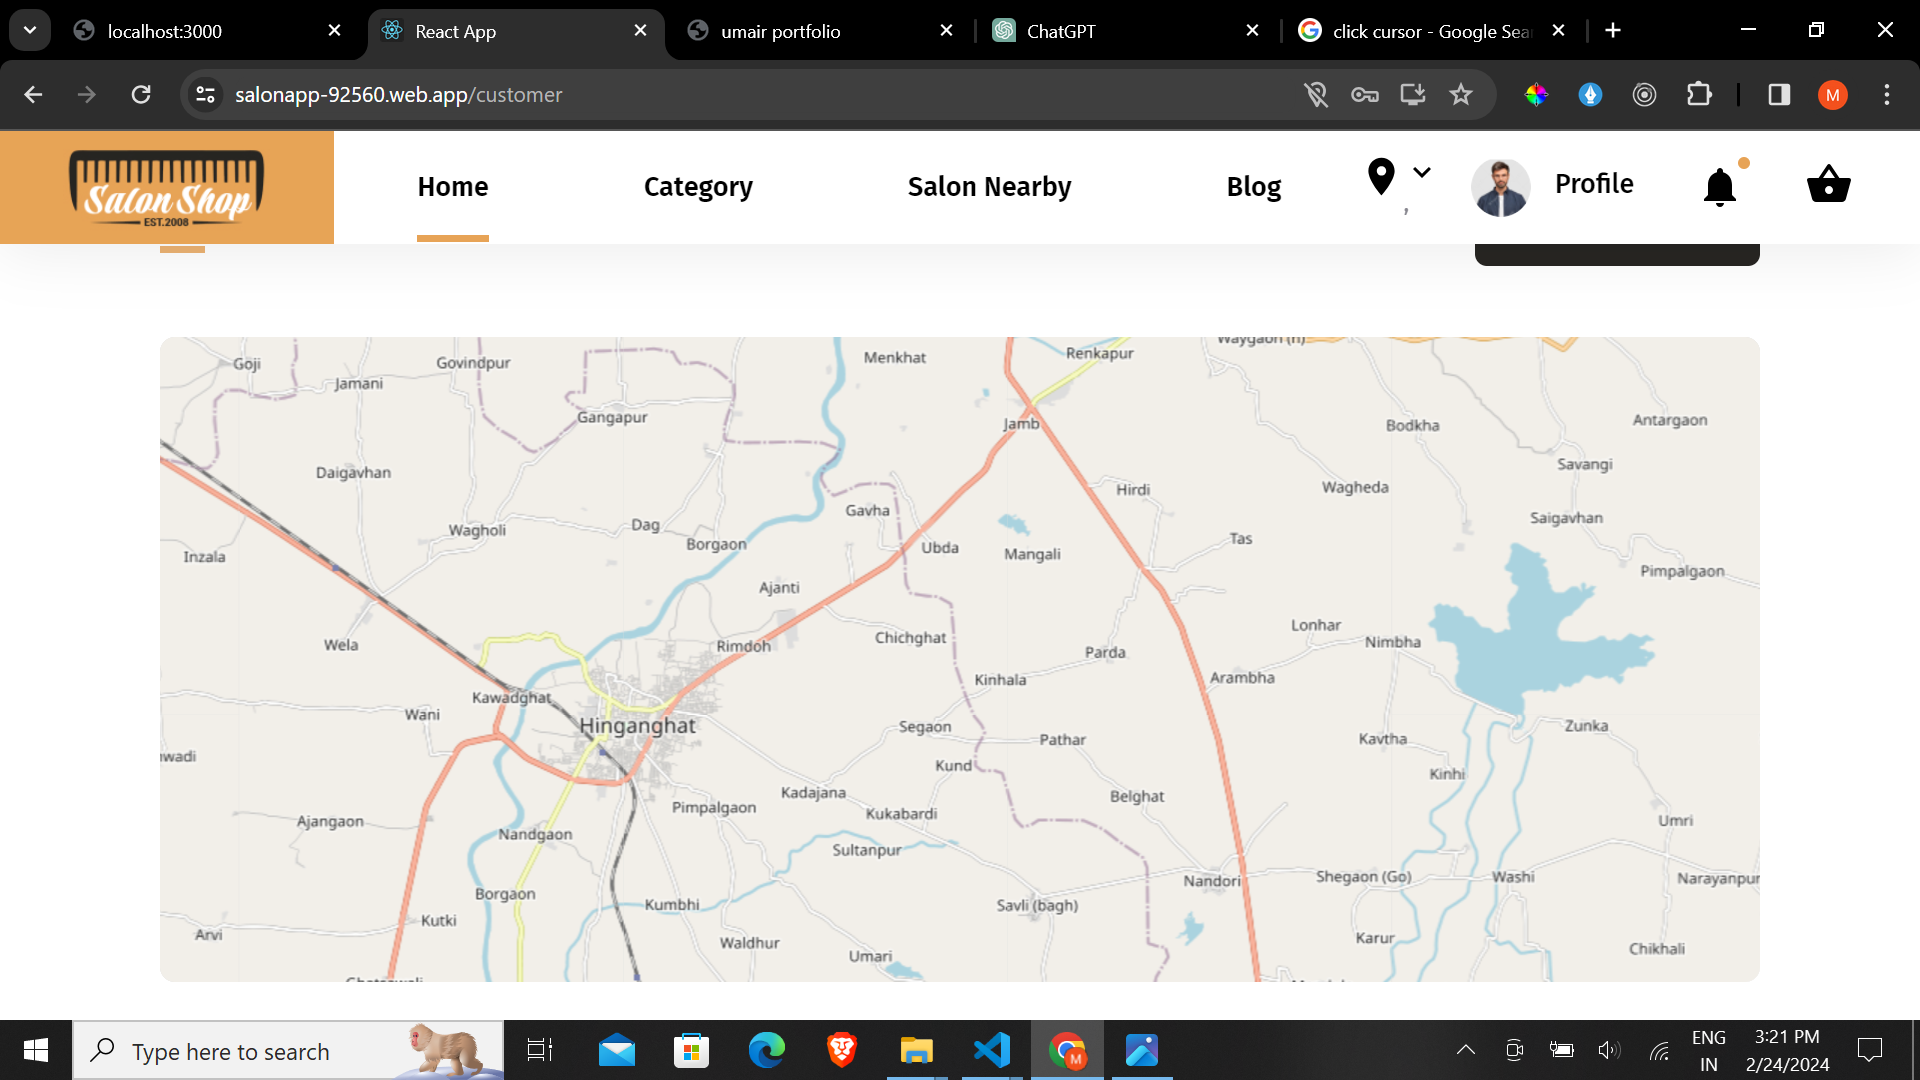 localhost:3000
React App
umair portfolio
ChatGPT
click cursor - Google Sear
salonapp-92560.web.app/customer
M
Salon Shop
EST.2008
Home
Category
Salon Nearby
Blog
,
Profile
Goji
Govindpur
Jamani
Menkhat
Renkapur
Waygaon (h)
Gangapur
Jamb
Bodkha
Antargaon
Daigavhan
Savangi
Hirdi
Wagheda
Wagholi
Dag
Gavha
Saigavhan
Inzala
Borgaon
Ubda
Mangali
Tas
Pimpalgaon
Ajanti
Wela
Rimdoh
Chichghat
Parda
Lonhar
Nimbha
Kinhala
Arambha
Kawadghat
Wani
Hinganghat
Segaon
Pathar
Kavtha
Zunka
wadi
Kund
Kinhi
Ajangaon
Pimpalgaon
Kadajana
Kukabardi
Belghat
Umri
Nandgaon
Sultanpur
Borgaon
Kumbhi
Savli (bagh)
Nandori
Shegaon (Go)
Washi
Narayanpur
Arvi
Kutki
Waldhur
Umari
Karur
Chikhali
Type here to search
M
ENG
IN
3:21 PM
2/24/2024